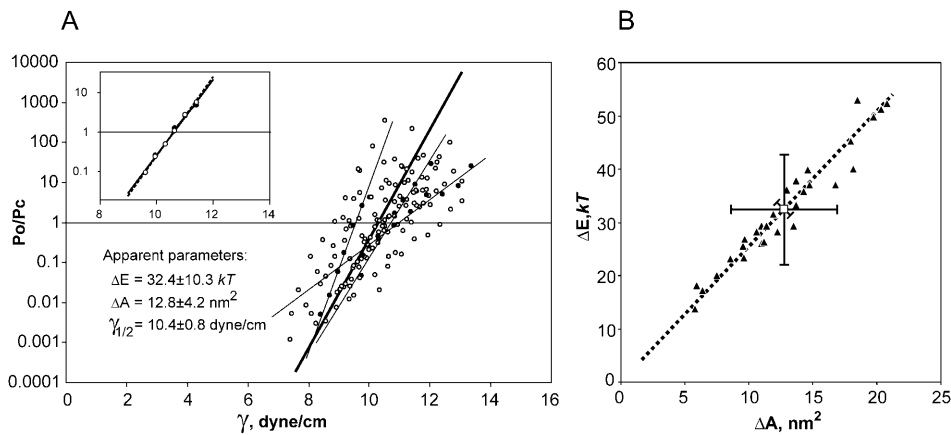 A
B
10000
1000
100
10
1
0.1
0.01
0.001
0.0001
Po/Pc
10
1
0.1
8
10
12
14
Apparent parameters:
ΔE = 32.4±10.3 kT
ΔA = 12.8±4.2 nm²
γ1/2 = 10.4±0.8 dyne/cm
0 2 4 6 8 10 12 14 16
γ, dyne/cm
60
50
40
30
20
10
0
ΔE,kT
0 5 10 15 20 25
ΔA, nm²